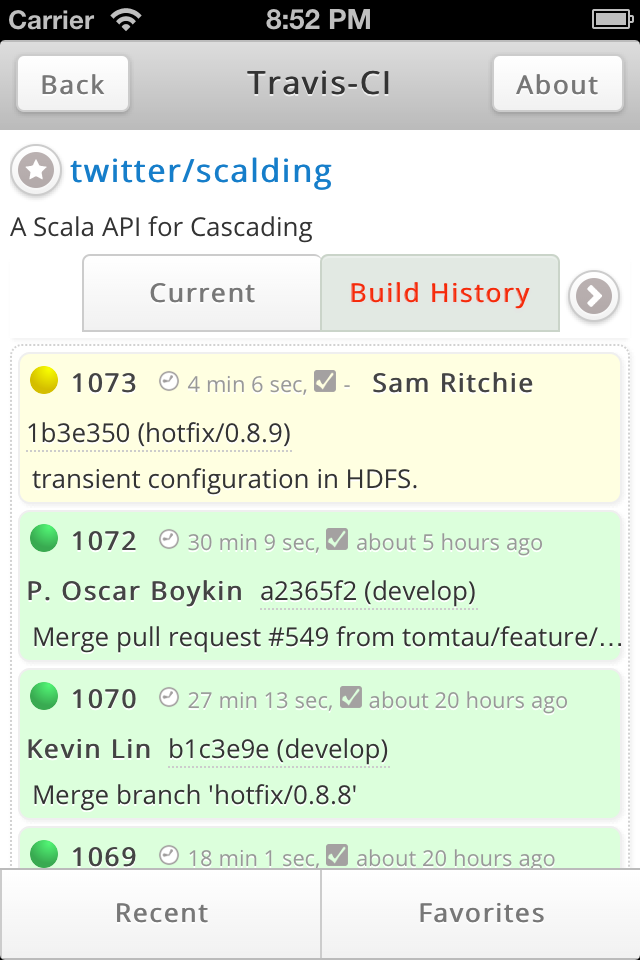 Carrier 8:52 PM
Back Travis-CI About
twitter/scalding
A Scala API for Cascading
Current Build History
1073 4 min 6 sec, - Sam Ritchie
1b3e350 (hotfix/0.8.9)
transient configuration in HDFS.
1072 30 min 9 sec, about 5 hours ago
P. Oscar Boykin a2365f2 (develop)
Merge pull request #549 from tomtau/feature/…
1070 27 min 13 sec, about 20 hours ago
Kevin Lin b1c3e9e (develop)
Merge branch 'hotfix/0.8.8'
1069 18 min 1 sec, about 20 hours ago
Recent Favorites